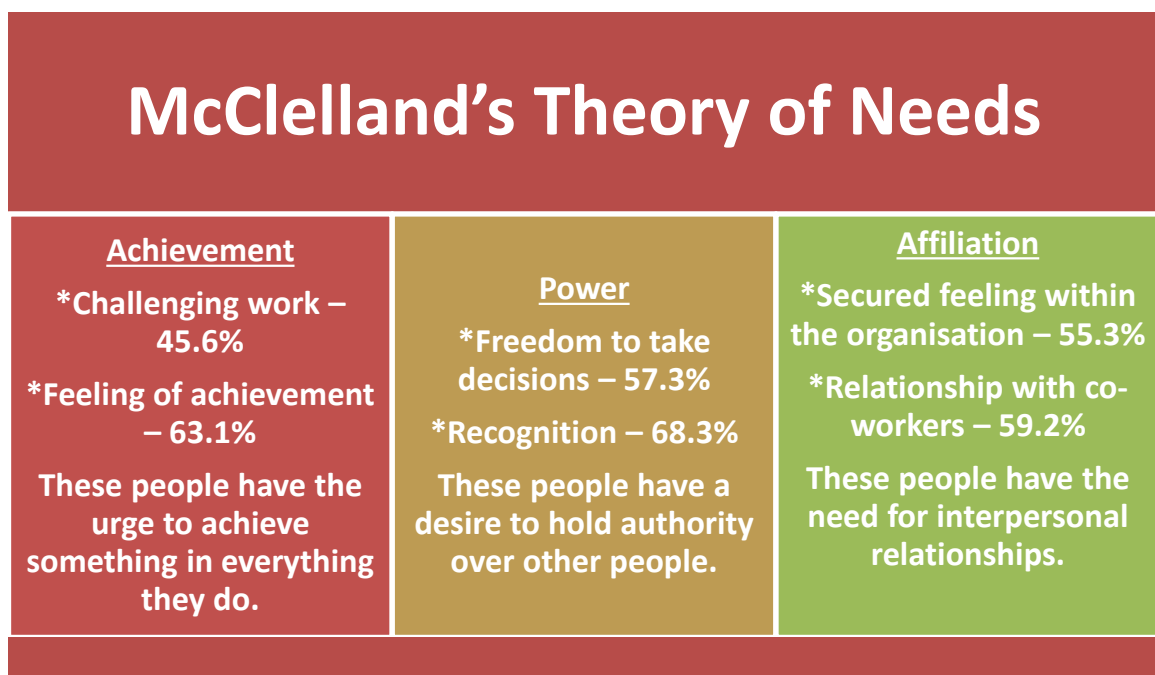 McClelland’s Theory of Needs
Achievement
*Challenging work –
45.6%
*Feeling of achievement
– 63.1%
These people have the
urge to achieve
something in everything
they do.
Power
*Freedom to take
decisions – 57.3%
*Recognition – 68.3%
These people have a
desire to hold authority
over other people.
Affiliation
*Secured feeling within
the organisation – 55.3%
*Relationship with co-
workers – 59.2%
These people have the
need for interpersonal
relationships.